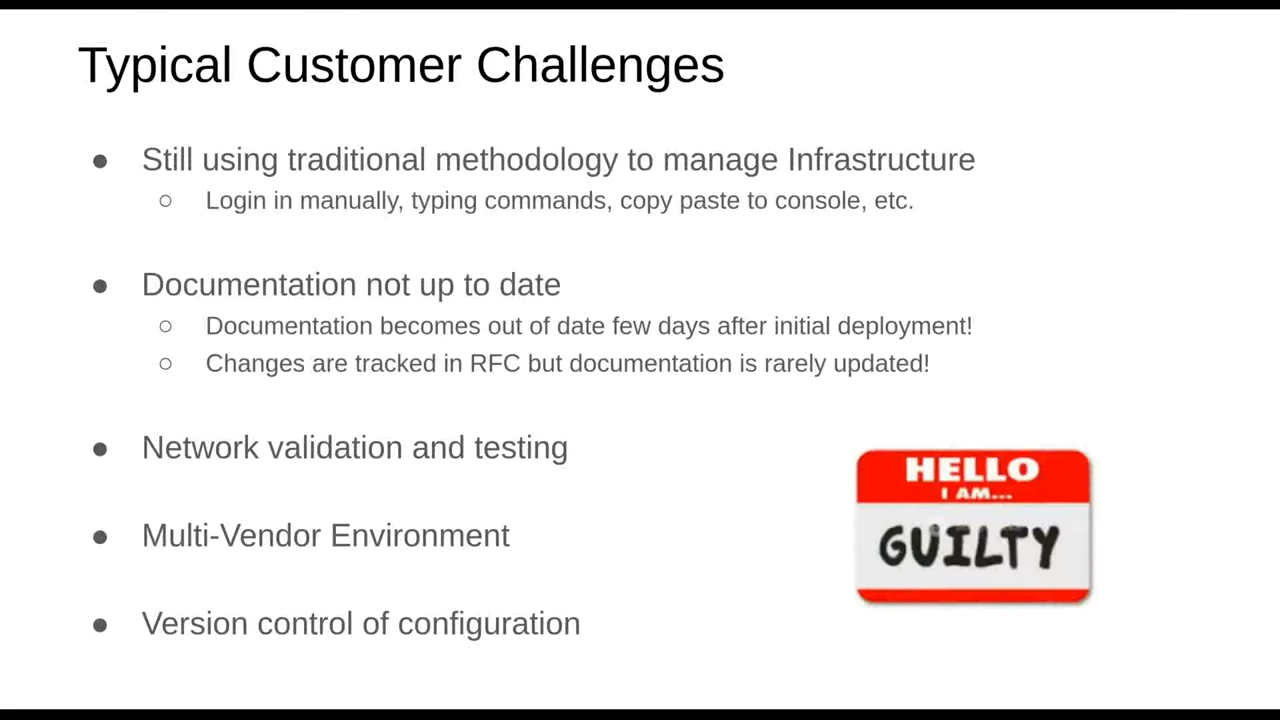 Typical Customer Challenges
● Still using traditional methodology to manage Infrastructure
○ Login in manually, typing commands, copy paste to console, etc.
● Documentation not up to date
○ Documentation becomes out of date few days after initial deployment!
○ Changes are tracked in RFC but documentation is rarely updated!
● Network validation and testing
● Multi-Vendor Environment
● Version control of configuration
HELLO
I AM...
GUILTY